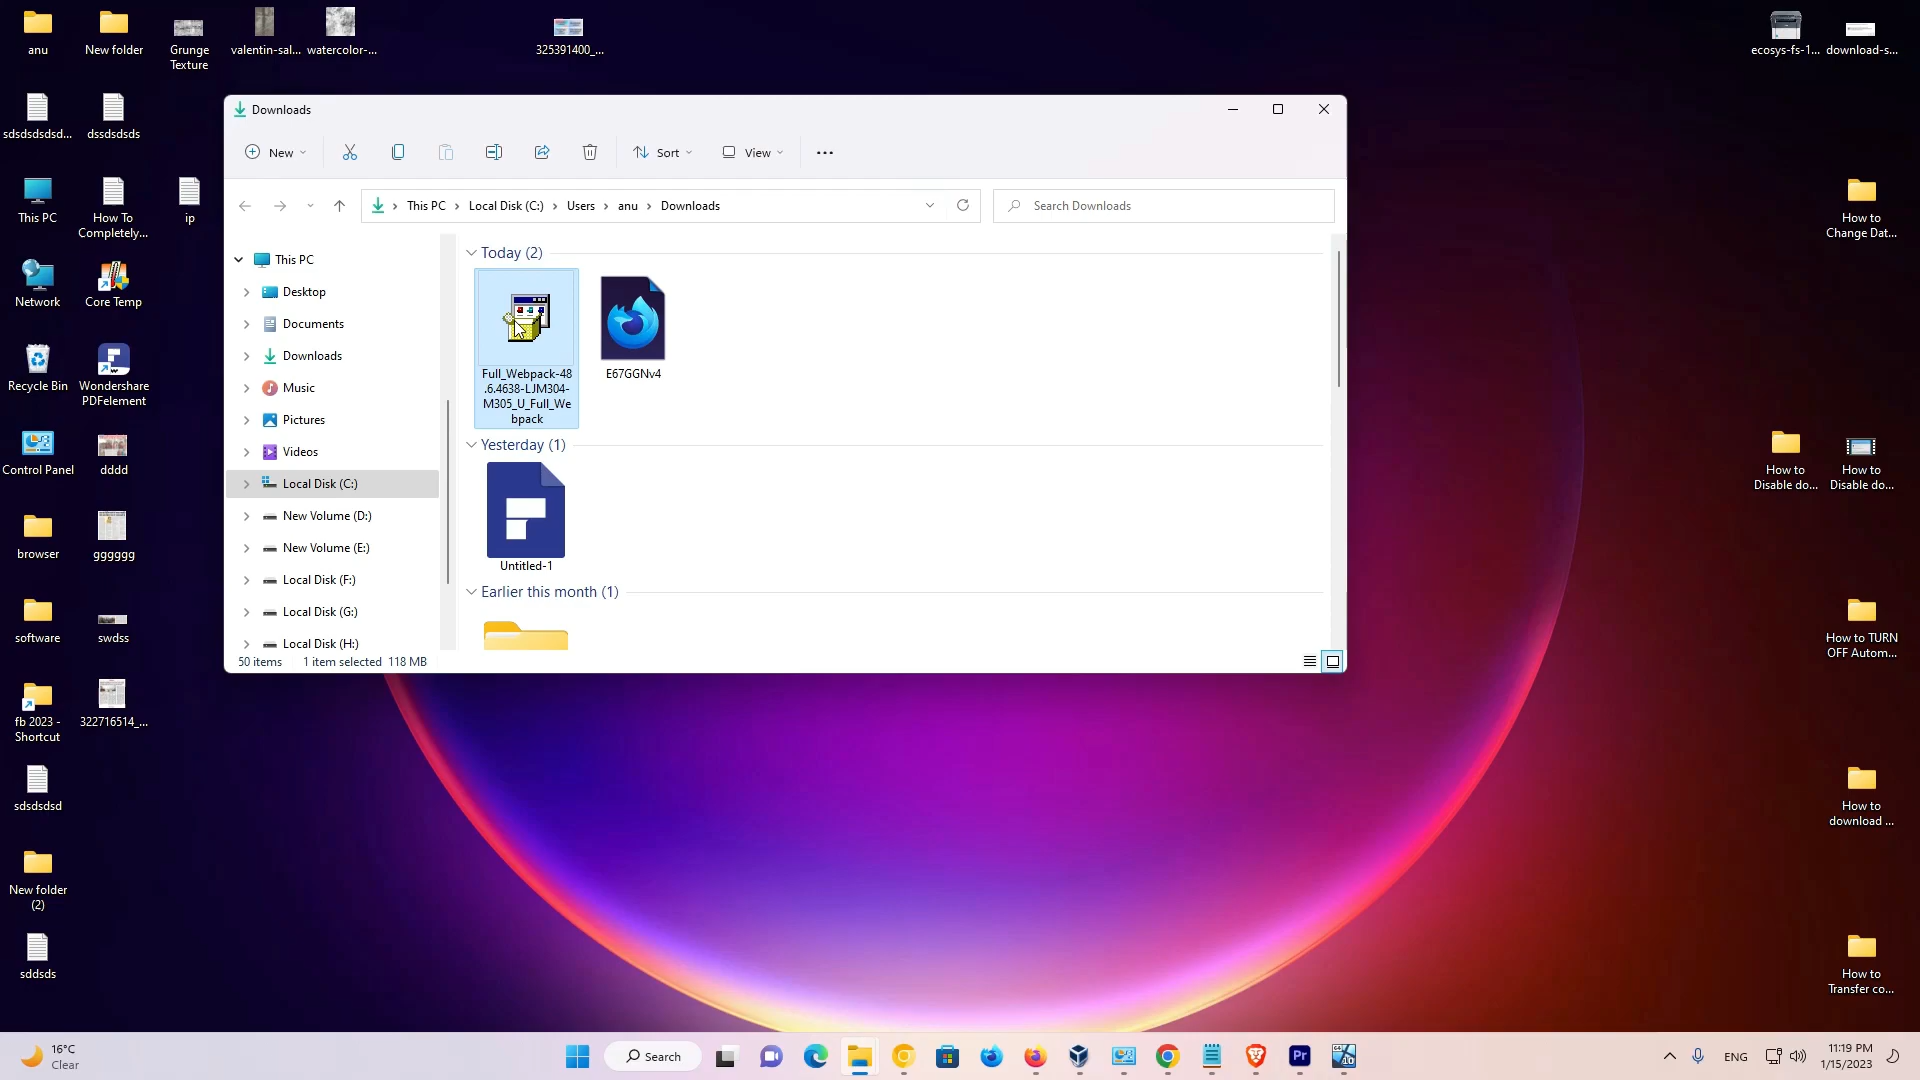 anu
New folder
Grunge
Texture
valentin-sal...
watercolor-...
325391400_...
ecosys-fs-1...
download-s...
sdsdsdsdsd...
dssdsdsds
This PC
How To
Completely...
ip
Network
Core Temp
Recycle Bin
Wondershare
PDFelement
Control Panel
dddd
browser
gggggg
software
swdss
fb 2023 -
Shortcut
322716514_...
sdsdsdsd
New folder
(2)
sddsds
Downloads
New
Sort
View
This PC
Local Disk (C:)
Users
anu
Downloads
Search Downloads
This PC
Desktop
Documents
Downloads
Music
Pictures
Videos
Local Disk (C:)
New Volume (D:)
New Volume (E:)
Local Disk (F:)
Local Disk (G:)
Local Disk (H:)
Today (2)
Full_Webpack-48
.6.4638-LJM304-
M305_U_Full_We
bpack
E67GGNv4
Yesterday (1)
Untitled-1
Earlier this month (1)
50 items
1 item selected
118 MB
How to
Change Dat...
How to
Disable do...
How to
Disable do...
How to TURN
OFF Autom...
How to
download ...
How to
Transfer co...
16°C
Clear
Search
Pr
64
10
ENG
11:19 PM
1/15/2023